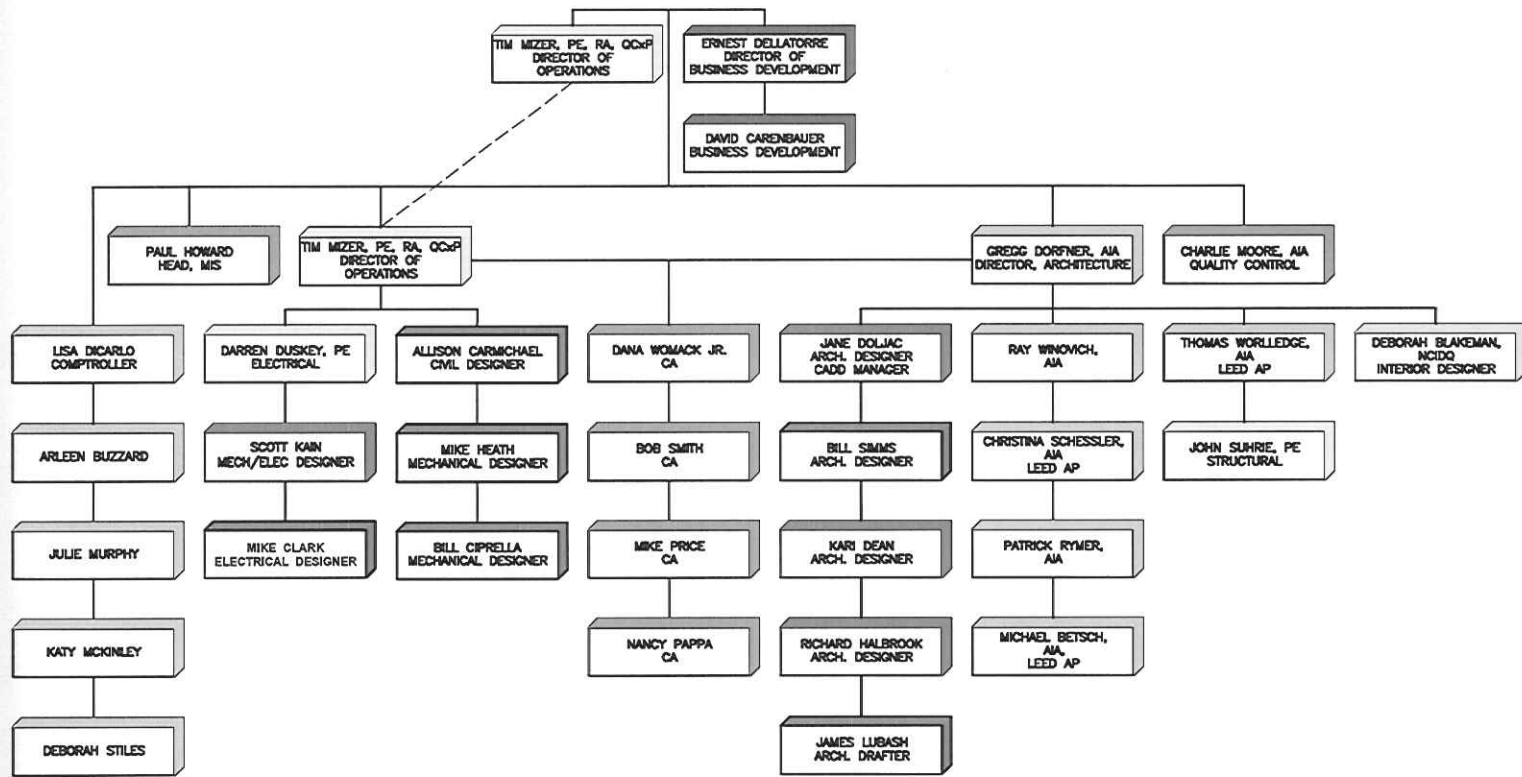 TIM MIZER, PE, RA, QCxP
DIRECTOR OF
OPERATIONS
ERNEST DELLATORRE
DIRECTOR OF
BUSINESS DEVELOPMENT
DAVID CARENBAUER
BUSINESS DEVELOPMENT
PAUL HOWARD
HEAD, MIS
TIM MIZER, PE, RA, QCxP
DIRECTOR OF
OPERATIONS
GREGG DORFNER, AIA
DIRECTOR, ARCHITECTURE
CHARLIE MOORE, AIA
QUALITY CONTROL
LISA DICARLO
COMPTROLLER
DARREN DUSKEY, PE
ELECTRICAL
ALLISON CARMICHAEL
CIVIL DESIGNER
DANA WOMACK JR.
CA
JANE DOLJAC
ARCH. DESIGNER
CADD MANAGER
RAY WINOVICH,
AIA
THOMAS WORLLEDGE,
AIA
LEED AP
DEBORAH BLAKEMAN,
NCIDQ
INTERIOR DESIGNER
ARLEEN BUZZARD
SCOTT KAIN
MECH/ELEC DESIGNER
MIKE HEATH
MECHANICAL DESIGNER
BOB SMITH
CA
BILL SIMMS
ARCH. DESIGNER
CHRISTINA SCHESSLER,
AIA
LEED AP
JOHN SUHRIE, PE
STRUCTURAL
JULIE MURPHY
MIKE CLARK
ELECTRICAL DESIGNER
BILL CIPRELLA
MECHANICAL DESIGNER
MIKE PRICE
CA
KARI DEAN
ARCH. DESIGNER
PATRICK RYMER,
AIA
KATY MCKINLEY
NANCY PAPPA
CA
RICHARD HALBROOK
ARCH. DESIGNER
MICHAEL BETSCH,
AIA,
LEED AP
DEBORAH STILES
JAMES LUBASH
ARCH. DRAFTER